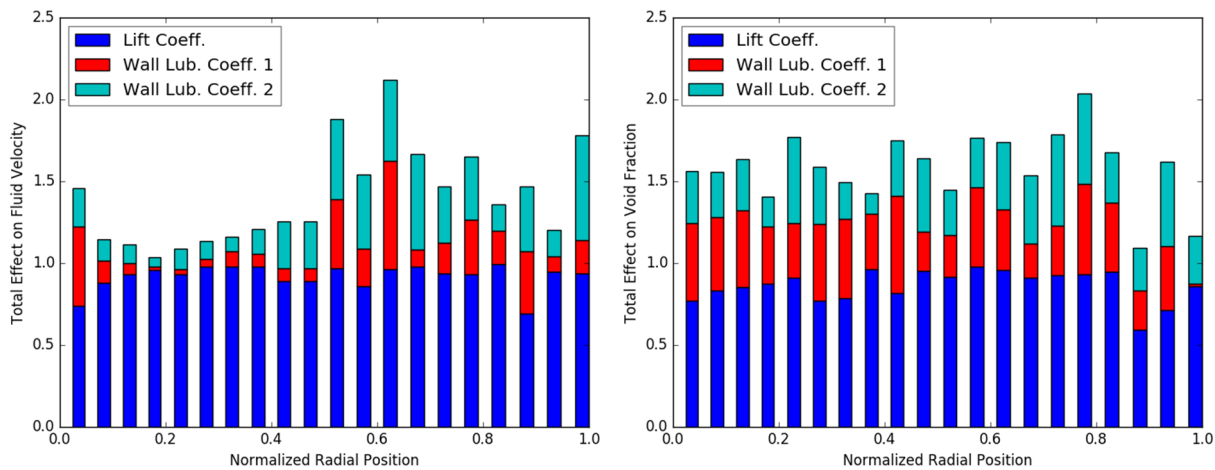 2.5
2.0
1.5
1.0
0.5
0.0
Total Effect on Fluid Velocity
Lift Coeff.
Wall Lub. Coeff. 1
Wall Lub. Coeff. 2
0.0 0.2 0.4 0.6 0.8 1.0
Normalized Radial Position
2.5
2.0
1.5
1.0
0.5
0.0
Total Effect on Void Fraction
Lift Coeff.
Wall Lub. Coeff. 1
Wall Lub. Coeff. 2
0.0 0.2 0.4 0.6 0.8 1.0
Normalized Radial Position